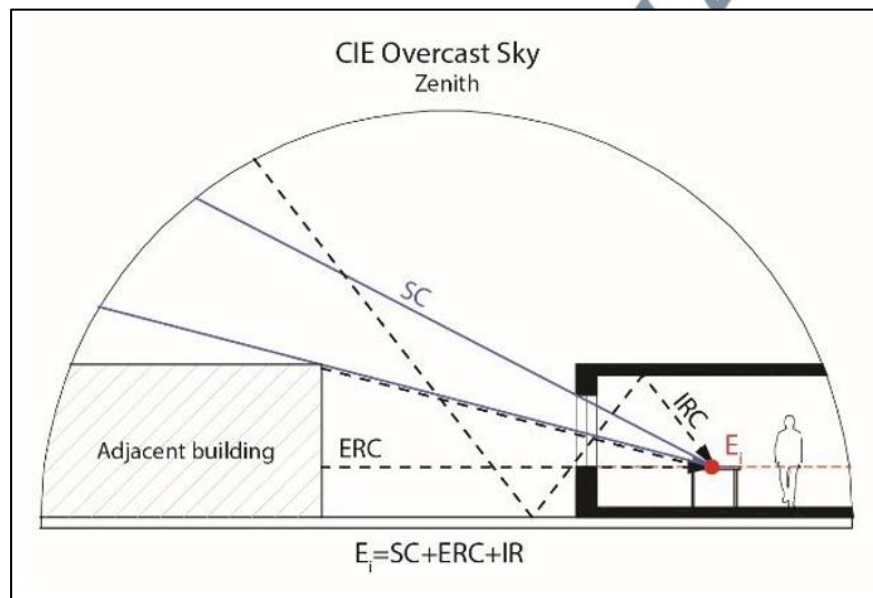 CIE Overcast Sky
Zenith
SC
IRC
Adjacent building
ERC
Ei
Ei=SC+ERC+IR